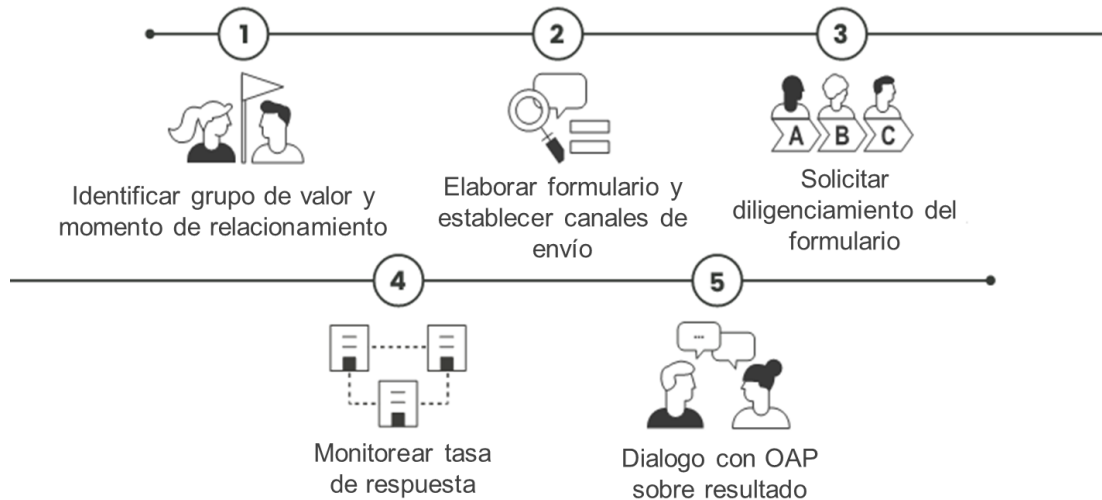 1
Identificar grupo de valor y
momento de relacionamiento
2
Elaborar formulario y
establecer canales de
envío
3
A B C
Solicitar
diligenciamiento del
formulario
4
Monitorear tasa
de respuesta
5
...
Dialogo con OAP
sobre resultado